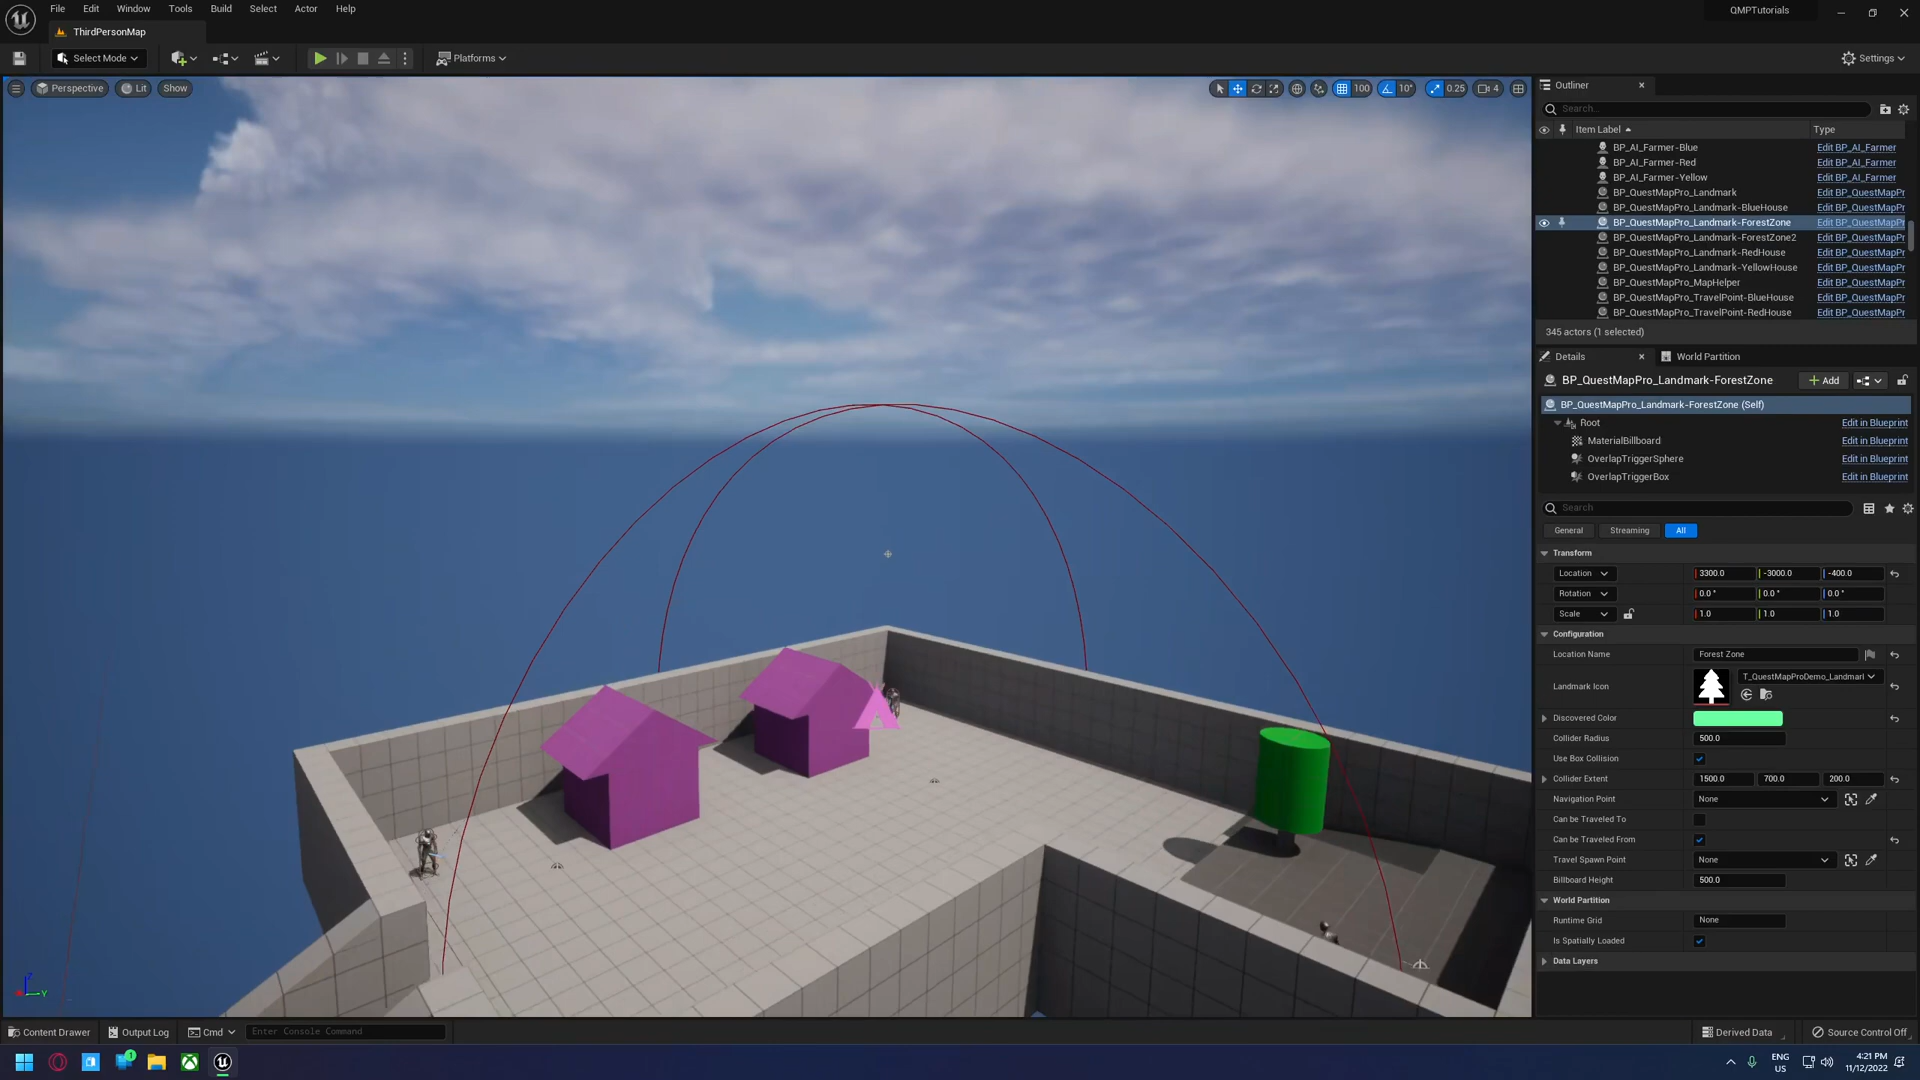 File Edit Window Tools Build Select Actor Help
QMPTutorials
ThirdPersonMap
Select Mode
Platforms
Settings
Perspective Lit Show
100 10° 0.25 4
Outliner
Search...
Item Label Type
BP_AI_Farmer-Blue Edit BP_AI_Farmer
BP_AI_Farmer-Red Edit BP_AI_Farmer
BP_AI_Farmer-Yellow Edit BP_AI_Farmer
BP_QuestMapPro_Landmark Edit BP_QuestMapPr
BP_QuestMapPro_Landmark-BlueHouse Edit BP_QuestMapPr
BP_QuestMapPro_Landmark-ForestZone Edit BP_QuestMapPr
BP_QuestMapPro_Landmark-ForestZone2 Edit BP_QuestMapPr
BP_QuestMapPro_Landmark-RedHouse Edit BP_QuestMapPr
BP_QuestMapPro_Landmark-YellowHouse Edit BP_QuestMapPr
BP_QuestMapPro_MapHelper Edit BP_QuestMapPr
BP_QuestMapPro_TravelPoint-BlueHouse Edit BP_QuestMapPr
BP_QuestMapPro_TravelPoint-RedHouse Edit BP_QuestMapPr
345 actors (1 selected)
Details World Partition
BP_QuestMapPro_Landmark-ForestZone Add
BP_QuestMapPro_Landmark-ForestZone (Self)
Root Edit in Blueprint
MaterialBillboard Edit in Blueprint
OverlapTriggerSphere Edit in Blueprint
OverlapTriggerBox Edit in Blueprint
Search
General Streaming All
Transform
Location 3300.0 -3000.0 -400.0
Rotation 0.0 ° 0.0 ° 0.0 °
Scale 1.0 1.0 1.0
Configuration
Location Name Forest Zone
Landmark Icon T_QuestMapProDemo_Landmarl
Discovered Color
Collider Radius 500.0
Use Box Collision
Collider Extent 1500.0 700.0 200.0
Navigation Point None
Can be Traveled To
Can be Traveled From
Travel Spawn Point None
Billboard Height 500.0
World Partition
Runtime Grid None
Is Spatially Loaded
Data Layers
Z
Y
Content Drawer Output Log Cmd Enter Console Command Derived Data Source Control Off
1
ENG
US
4:21 PM
11/12/2022